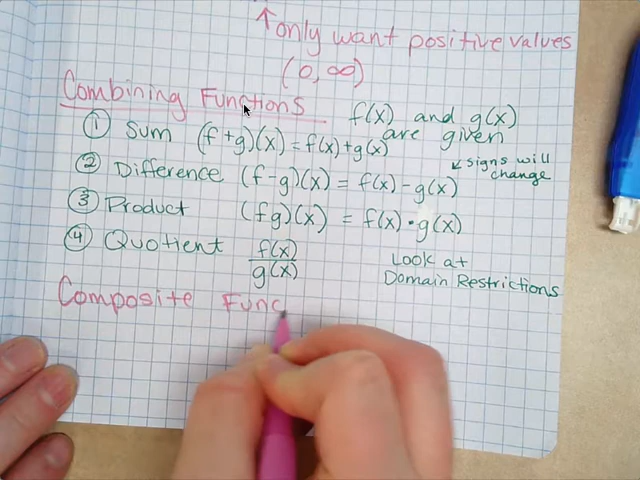 ↑ only want positive values
(0, ∞)
Combining Functions
f(x) and g(x)
are given
① Sum (f+g)(x) = f(x)+g(x)
② Difference (f-g)(x) = f(x)-g(x)
↙ signs will
change
③ Product (fg)(x) = f(x)•g(x)
④ Quotient f(x)/g(x)
Look at
Domain Restrictions
Composite Func